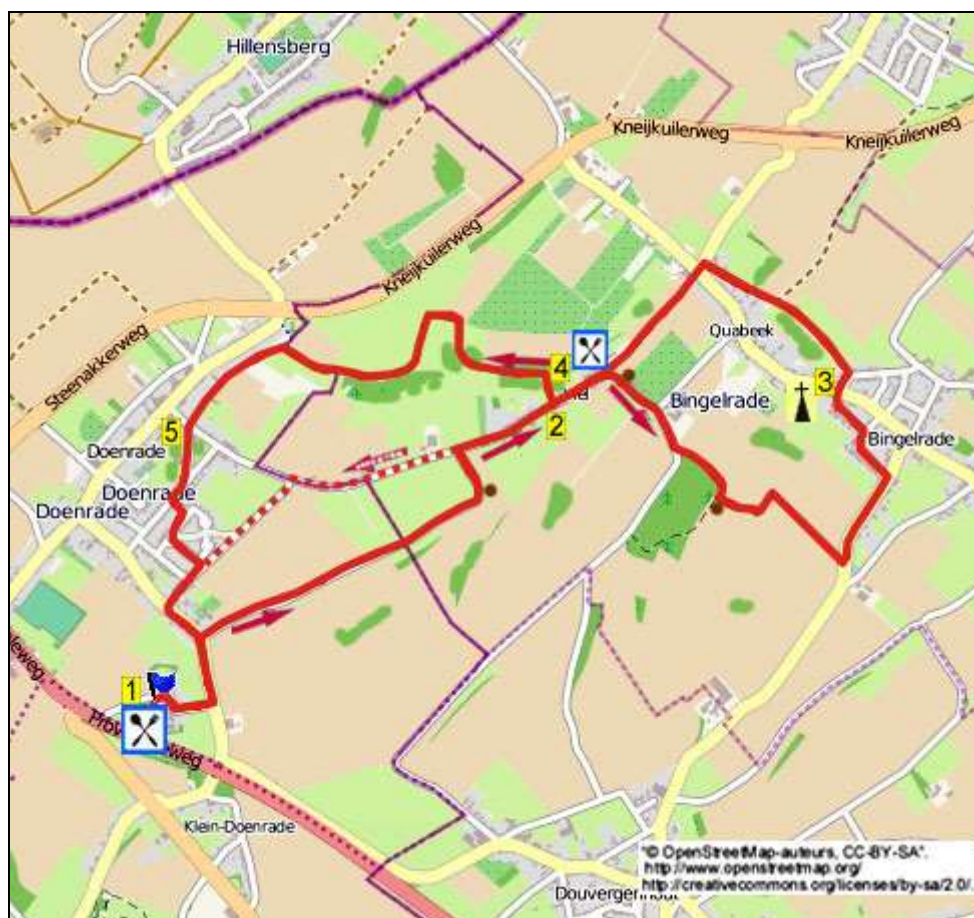 Hillensberg
Kneijkuilerweg
Kneijkuilerweg
Kneijkuilerweg
Steenakkerweg
Quabeek
4
3
Bingelrade
2
Bingelrade
5
Doenrade
Doenrade
Doenrade
1
Klein-Doenrade
Douvergenhout
"© OpenStreetMap-auteurs, CC-BY-SA".
http://www.openstreetmap.org/
http://creativecommons.org/licenses/by-sa/2.0/.